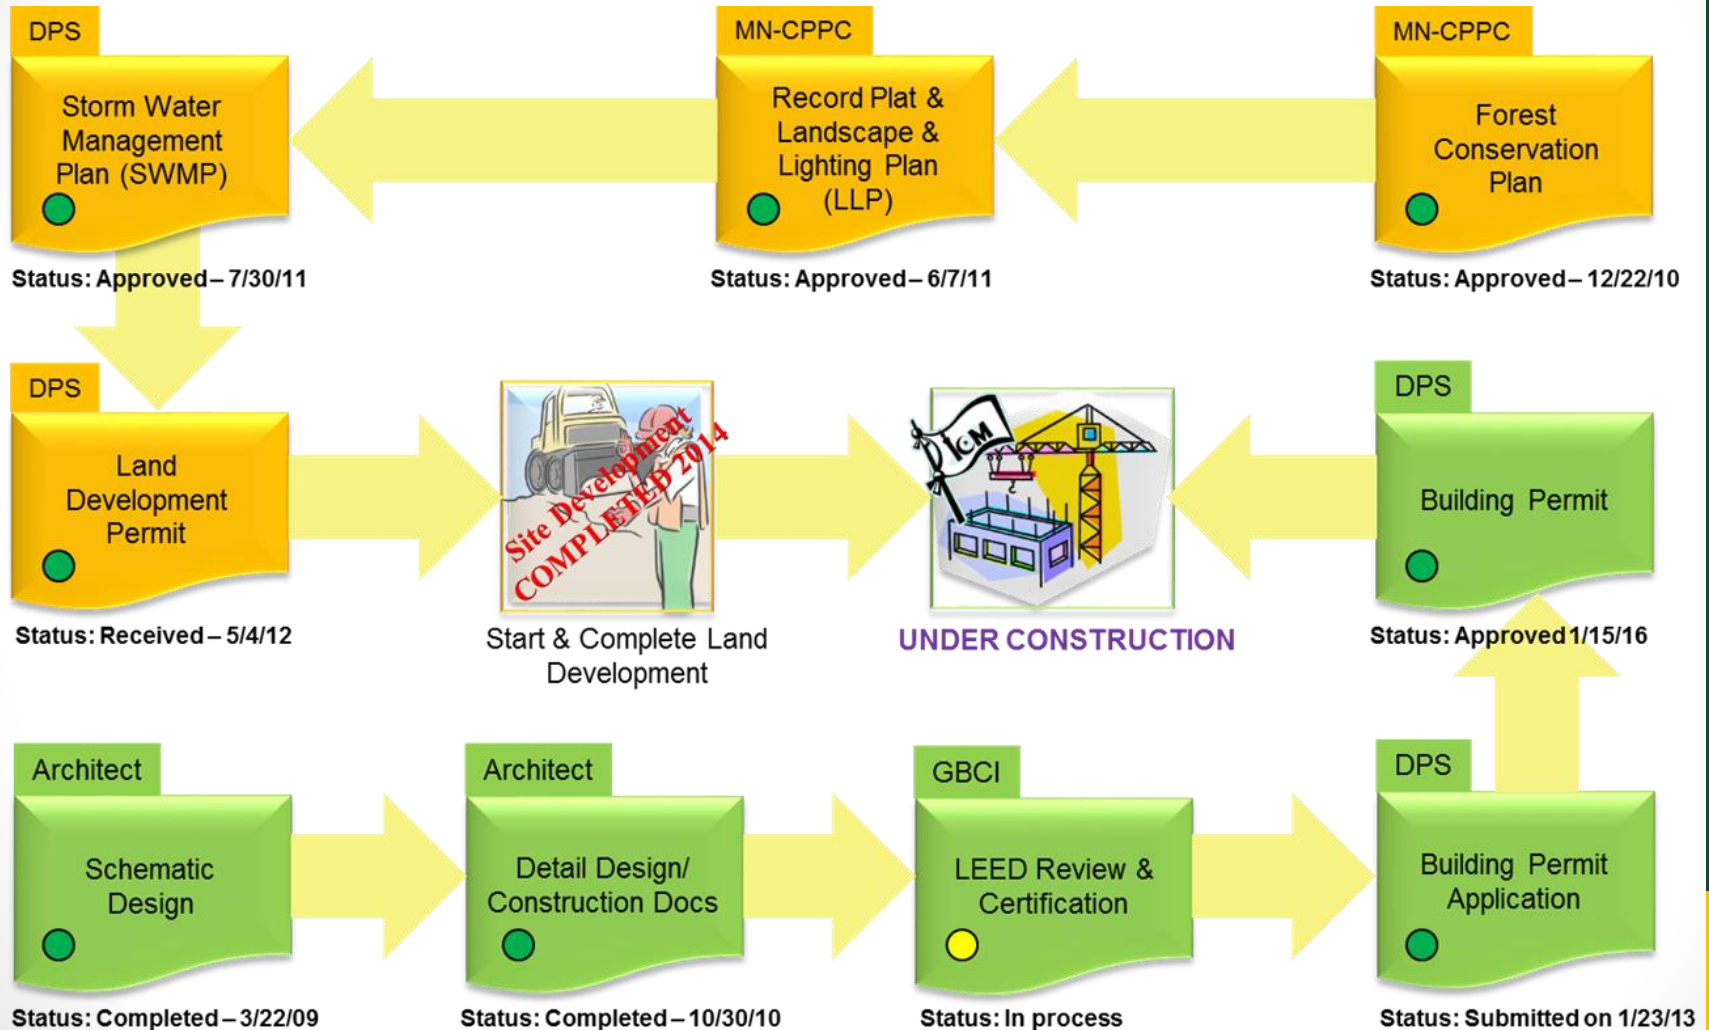 DPS
MN-CPPC
MN-CPPC
Storm Water
Management
Plan (SWMP)
Record Plat &
Landscape &
Lighting Plan
(LLP)
Forest
Conservation
Plan
Status: Approved – 7/30/11
Status: Approved – 6/7/11
Status: Approved – 12/22/10
DPS
Land
Development
Permit
Status: Received – 5/4/12
Site Development
COMPLETED 2014
Start & Complete Land
Development
ICM
UNDER CONSTRUCTION
DPS
Building Permit
Status: Approved 1/15/16
Architect
Schematic
Design
Status: Completed – 3/22/09
Architect
Detail Design/
Construction Docs
Status: Completed – 10/30/10
GBCI
LEED Review &
Certification
Status: In process
DPS
Building Permit
Application
Status: Submitted on 1/23/13